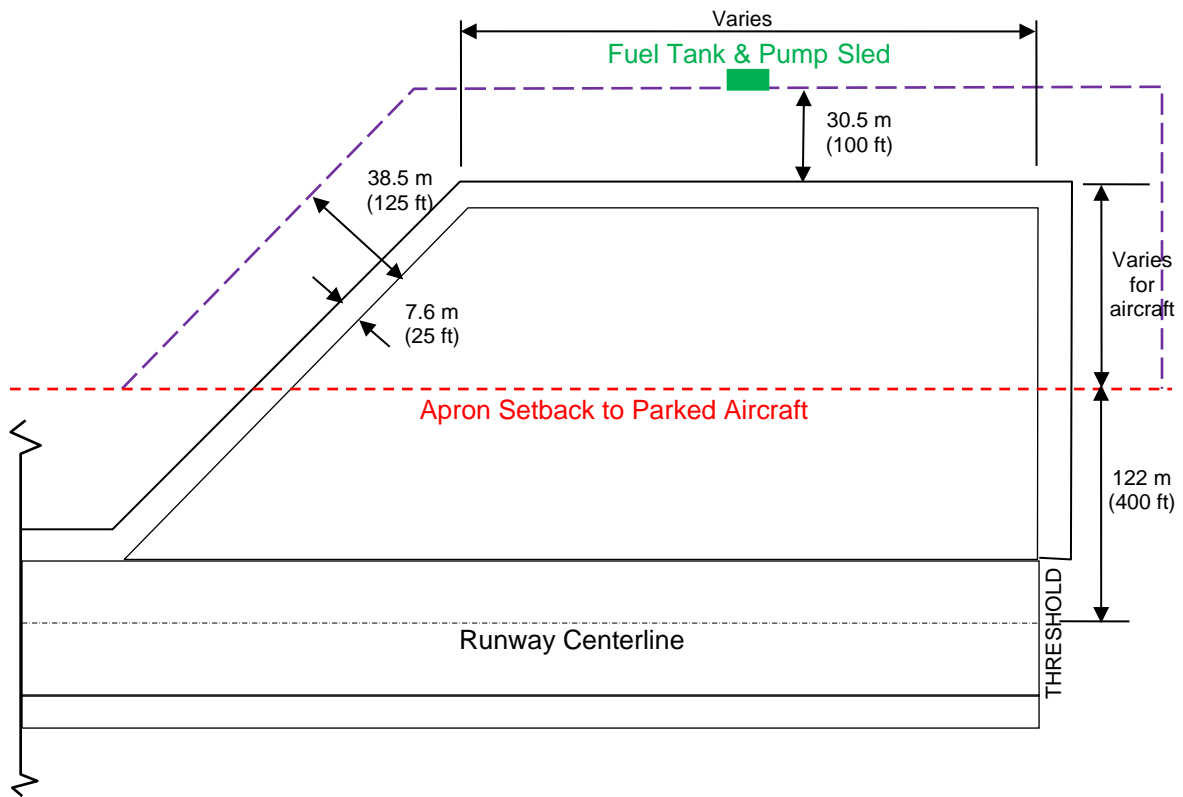 Varies
Fuel Tank & Pump Sled
30.5 m
(100 ft)
38.5 m
(125 ft)
Varies
for
aircraft
7.6 m
(25 ft)
Apron Setback to Parked Aircraft
122 m
(400 ft)
THRESHOLD
Runway Centerline